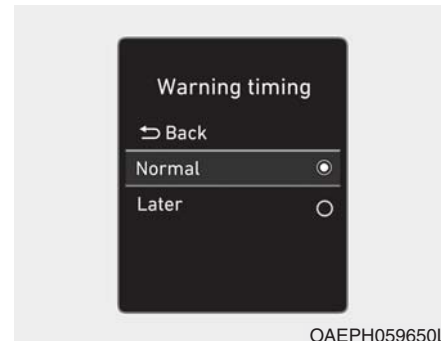 Warning timing
Back
Normal
Later
OAEPH059650L